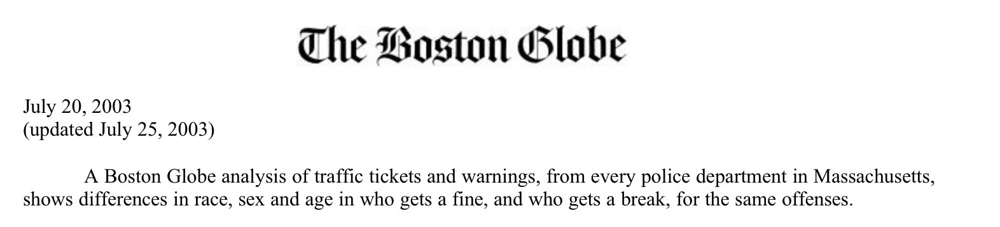 The Boston Globe
July 20, 2003
(updated July 25, 2003)
A Boston Globe analysis of traffic tickets and warnings, from every police department in Massachusetts,
shows differences in race, sex and age in who gets a fine, and who gets a break, for the same offenses.